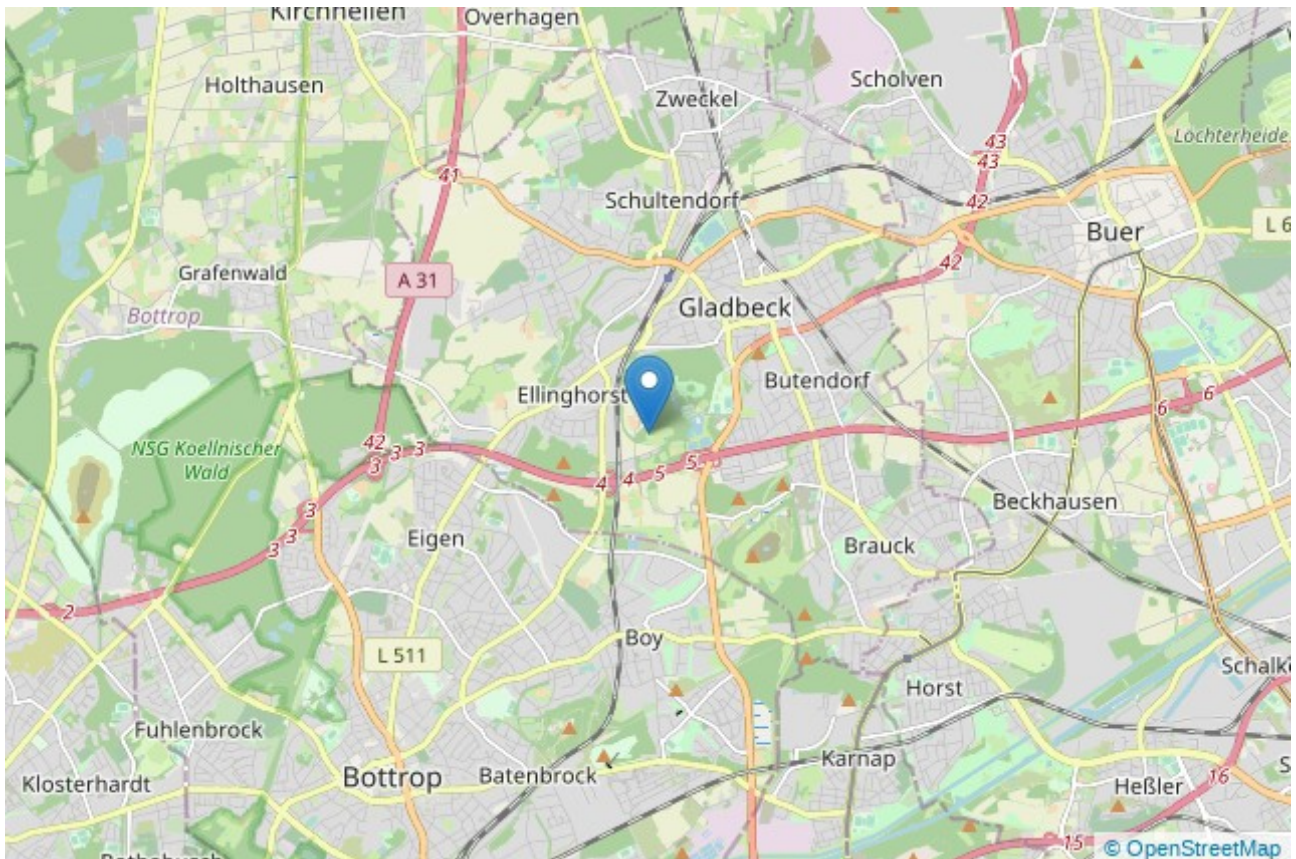 Kirchhellen
Overhagen
Holthausen
Zweckel
Scholven
43
43
Lochterheide
41
Schultendorf
42
Buer
L 6
Grafenwald
A 31
42
Bottrop
Gladbeck
Ellinghorst
Butendorf
6
6
NSG Koellnischer
Wald
42
3
3
3
4
4
5
5
Beckhausen
3
Eigen
3
Brauck
3
2
Boy
L 511
Schalke
Horst
Fuhlenbrock
Karnap
Klosterhardt
Bottrop
Batenbrock
Heßler
16
S
15
© OpenStreetMap